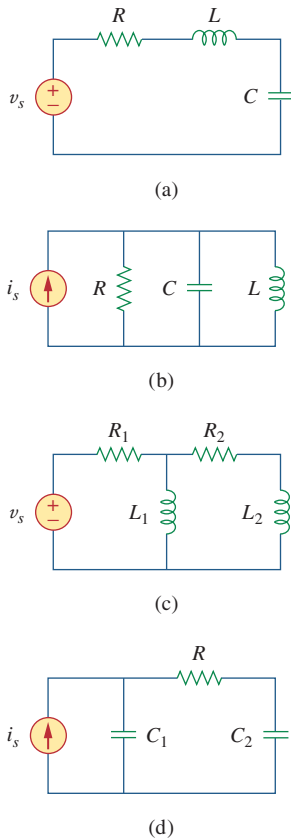 R L
v_s + − C
(a)
i_s R C L
(b)
R_1 R_2
v_s + − L_1 L_2
(c)
R
i_s C_1 C_2
(d)